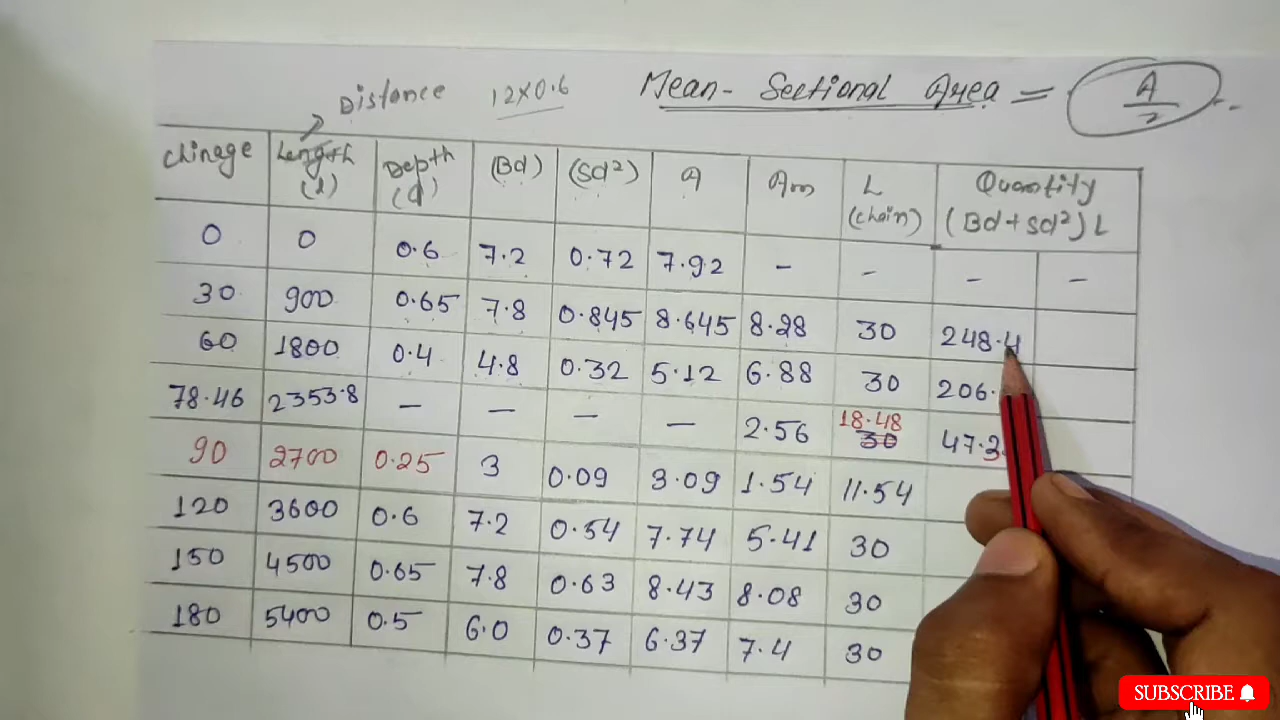 Distance 12×0.6 Mean- Sectional Area = A/2
Chinage Length (l) Depth (d) (Bd) (Sd²) A Am L (chain) Quantity (Bd+Sd²) L
0 0 0.6 7.2 0.72 7.92 - - - -
30 900 0.65 7.8 0.845 8.645 8.28 30 248.4
60 1800 0.4 4.8 0.32 5.12 6.88 30 206.
78.46 2353.8 - - - - 2.56 18.48 30 47.3
90 2700 0.25 3 0.09 3.09 1.54 11.54
120 3600 0.6 7.2 0.54 7.74 5.41 30
150 4500 0.65 7.8 0.63 8.43 8.08 30
180 5400 0.5 6.0 0.37 6.37 7.4 30
SUBSCRIBE